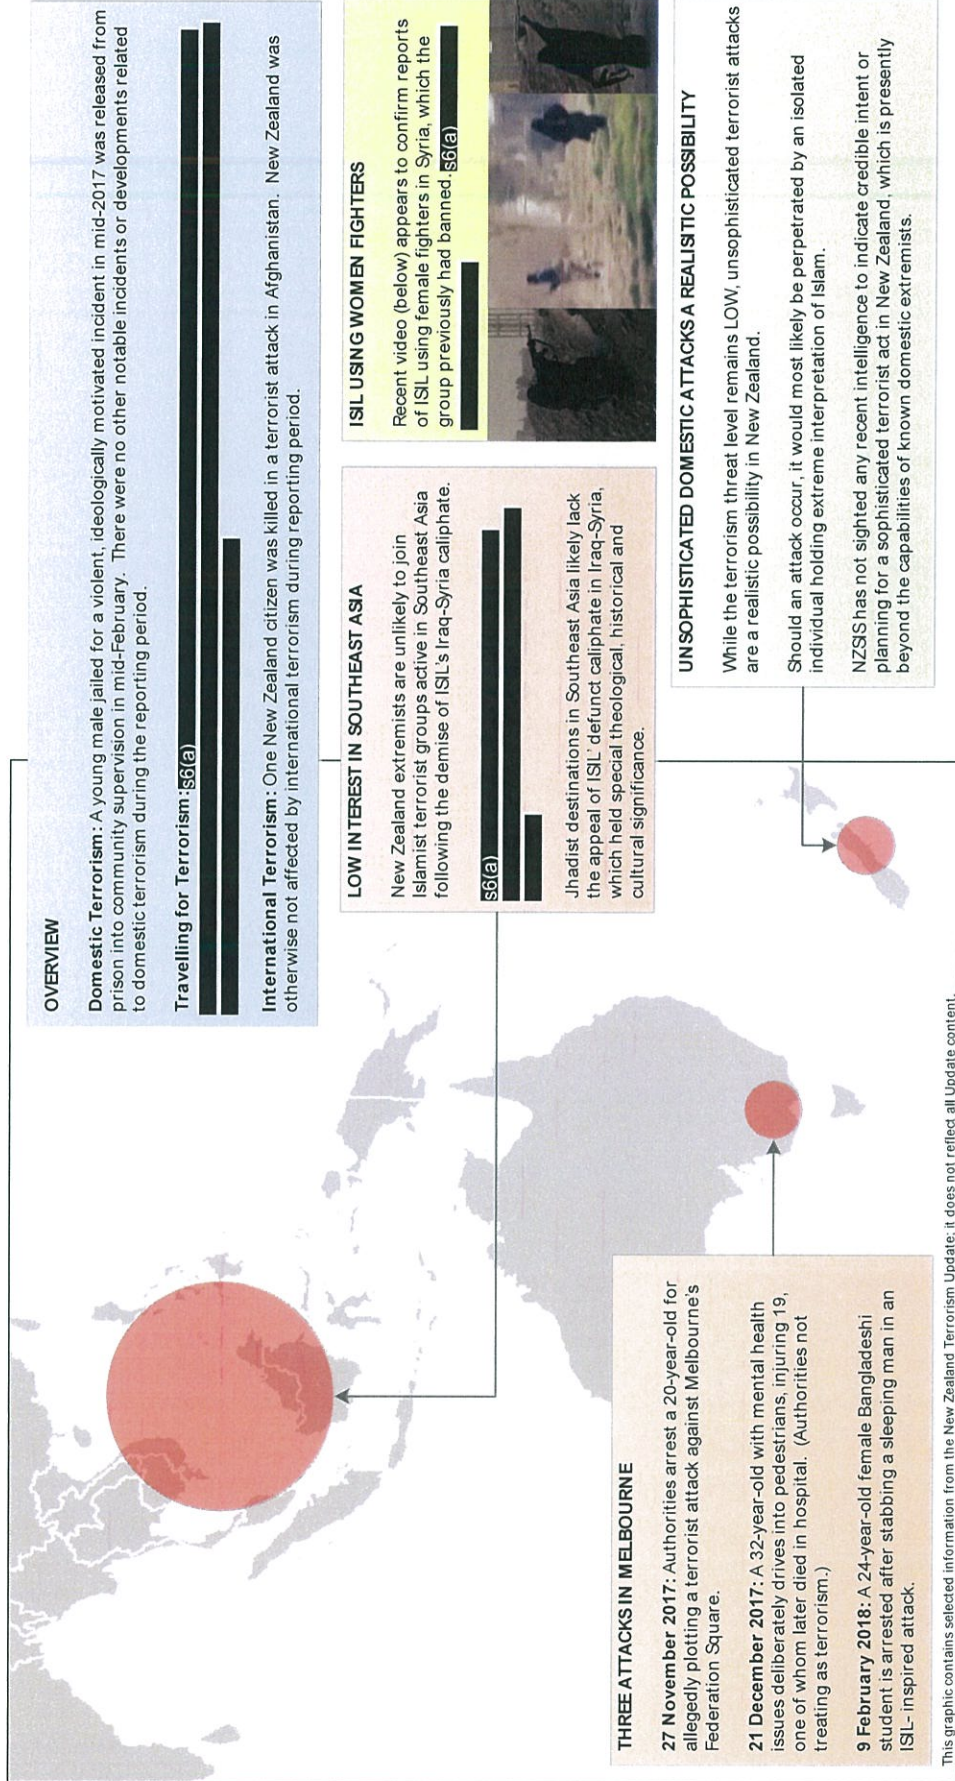 OVERVIEW
Domestic Terrorism: A young male jailed for a violent, ideologically motivated incident in mid-2017 was released from
prison into community supervision in mid-February. There were no other notable incidents or developments related
to domestic terrorism during the reporting period.
Travelling for Terrorism: s6(a)
International Terrorism: One New Zealand citizen was killed in a terrorist attack in Afghanistan. New Zealand was
otherwise not affected by international terrorism during reporting period.
LOW INTEREST IN SOUTHEAST ASIA
New Zealand extremists are unlikely to join
Islamist terrorist groups active in Southeast Asia
following the demise of ISIL's Iraq-Syria caliphate.
s6(a)
Jhadist destinations in Southeast Asia likely lack
the appeal of ISIL' defunct caliphate in Iraq-Syria,
which held special theological, historical and
cultural significance.
ISIL USING WOMEN FIGHTERS
Recent video (below) appears to confirm reports
of ISIL using female fighters in Syria, which the
group previously had banned. s6(a)
THREE ATTACKS IN MELBOURNE
27 November 2017: Authorities arrest a 20-year-old for
allegedly plotting a terrorist attack against Melbourne's
Federation Square.
21 December 2017: A 32-year-old with mental health
issues deliberately drives into pedestrians, injuring 19,
one of whom later died in hospital. (Authorities not
treating as terrorism.)
9 February 2018: A 24-year-old female Bangladeshi
student is arrested after stabbing a sleeping man in an
ISIL- inspired attack.
UNSOPHISTICATED DOMESTIC ATTACKS A REALISITIC POSSIBILITY
While the terrorism threat level remains LOW, unsophisticated terrorist attacks
are a realistic possibility in New Zealand.
Should an attack occur, it would most likely be perpetrated by an isolated
individual holding extreme interpretation of Islam.
NZSIS has not sighted any recent intelligence to indicate credible intent or
planning for a sophisticated terrorist act in New Zealand, which is presently
beyond the capabilities of known domestic extremists.
This graphic contains selected information from the New Zealand Terrorism Update; it does not reflect all Update content.